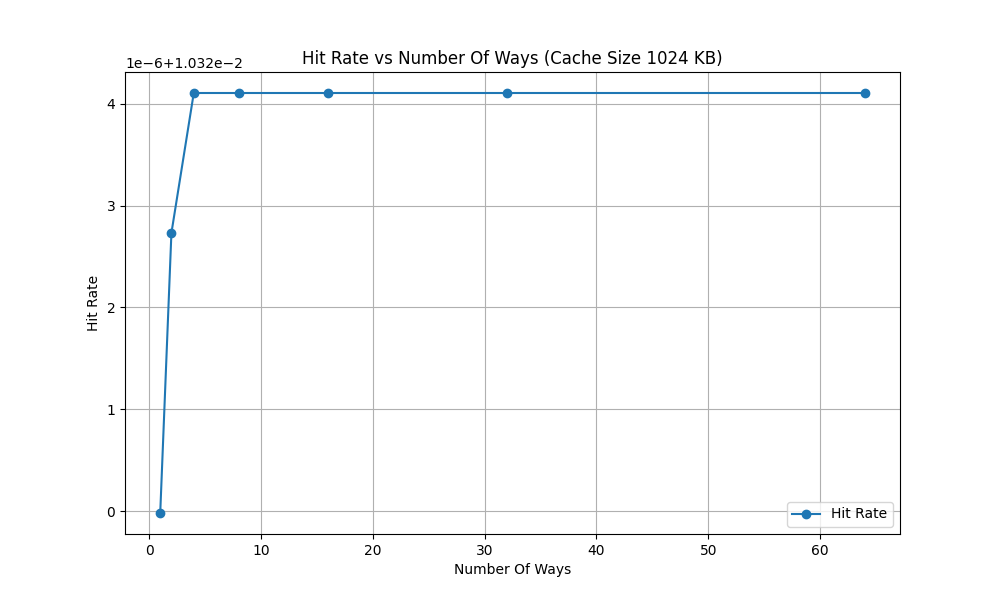 Hit Rate vs Number Of Ways (Cache Size 1024 KB)
1e−6+1.032e−2
4
3
2
1
0
Hit Rate
0 10 20 30 40 50 60
Number Of Ways
Hit Rate